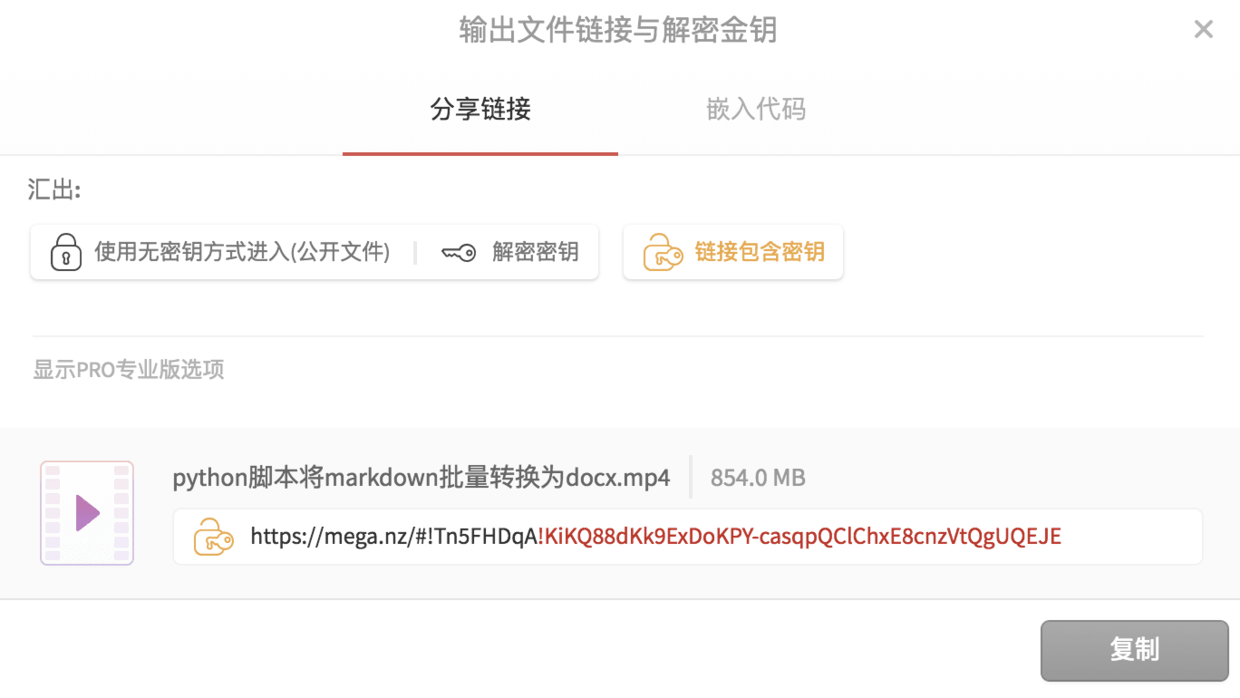 输出文件链接与解密金钥
分享链接 嵌入代码
汇出:
使用无密钥方式进入(公开文件) | 解密密钥 链接包含密钥
显示PRO专业版选项
python脚本将markdown批量转换为docx.mp4 | 854.0 MB
https://mega.nz/#!Tn5FHDqA!KiKQ88dKk9ExDoKPY-casqpQClChxE8cnzVtQgUQEJE
复制